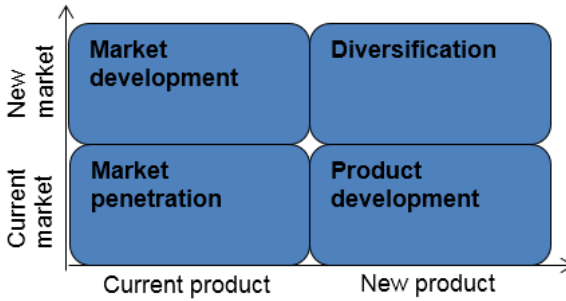 New
market
Market
development
Diversification
Current
market
Market
penetration
Product
development
Current product
New product